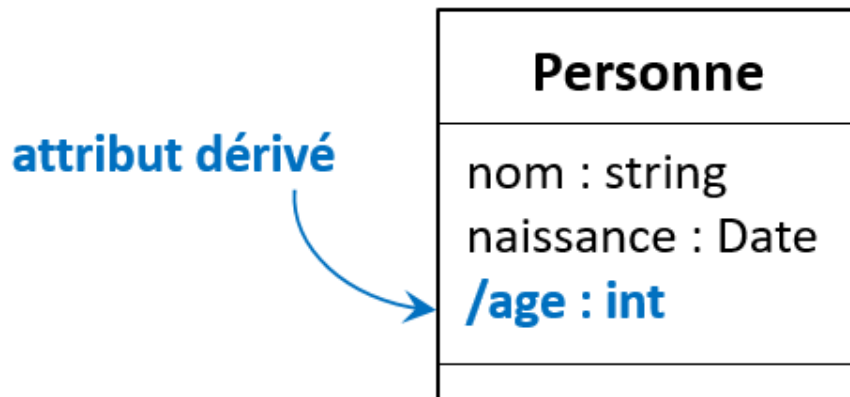 Personne
attribut dérivé
nom : string
naissance : Date
/age : int